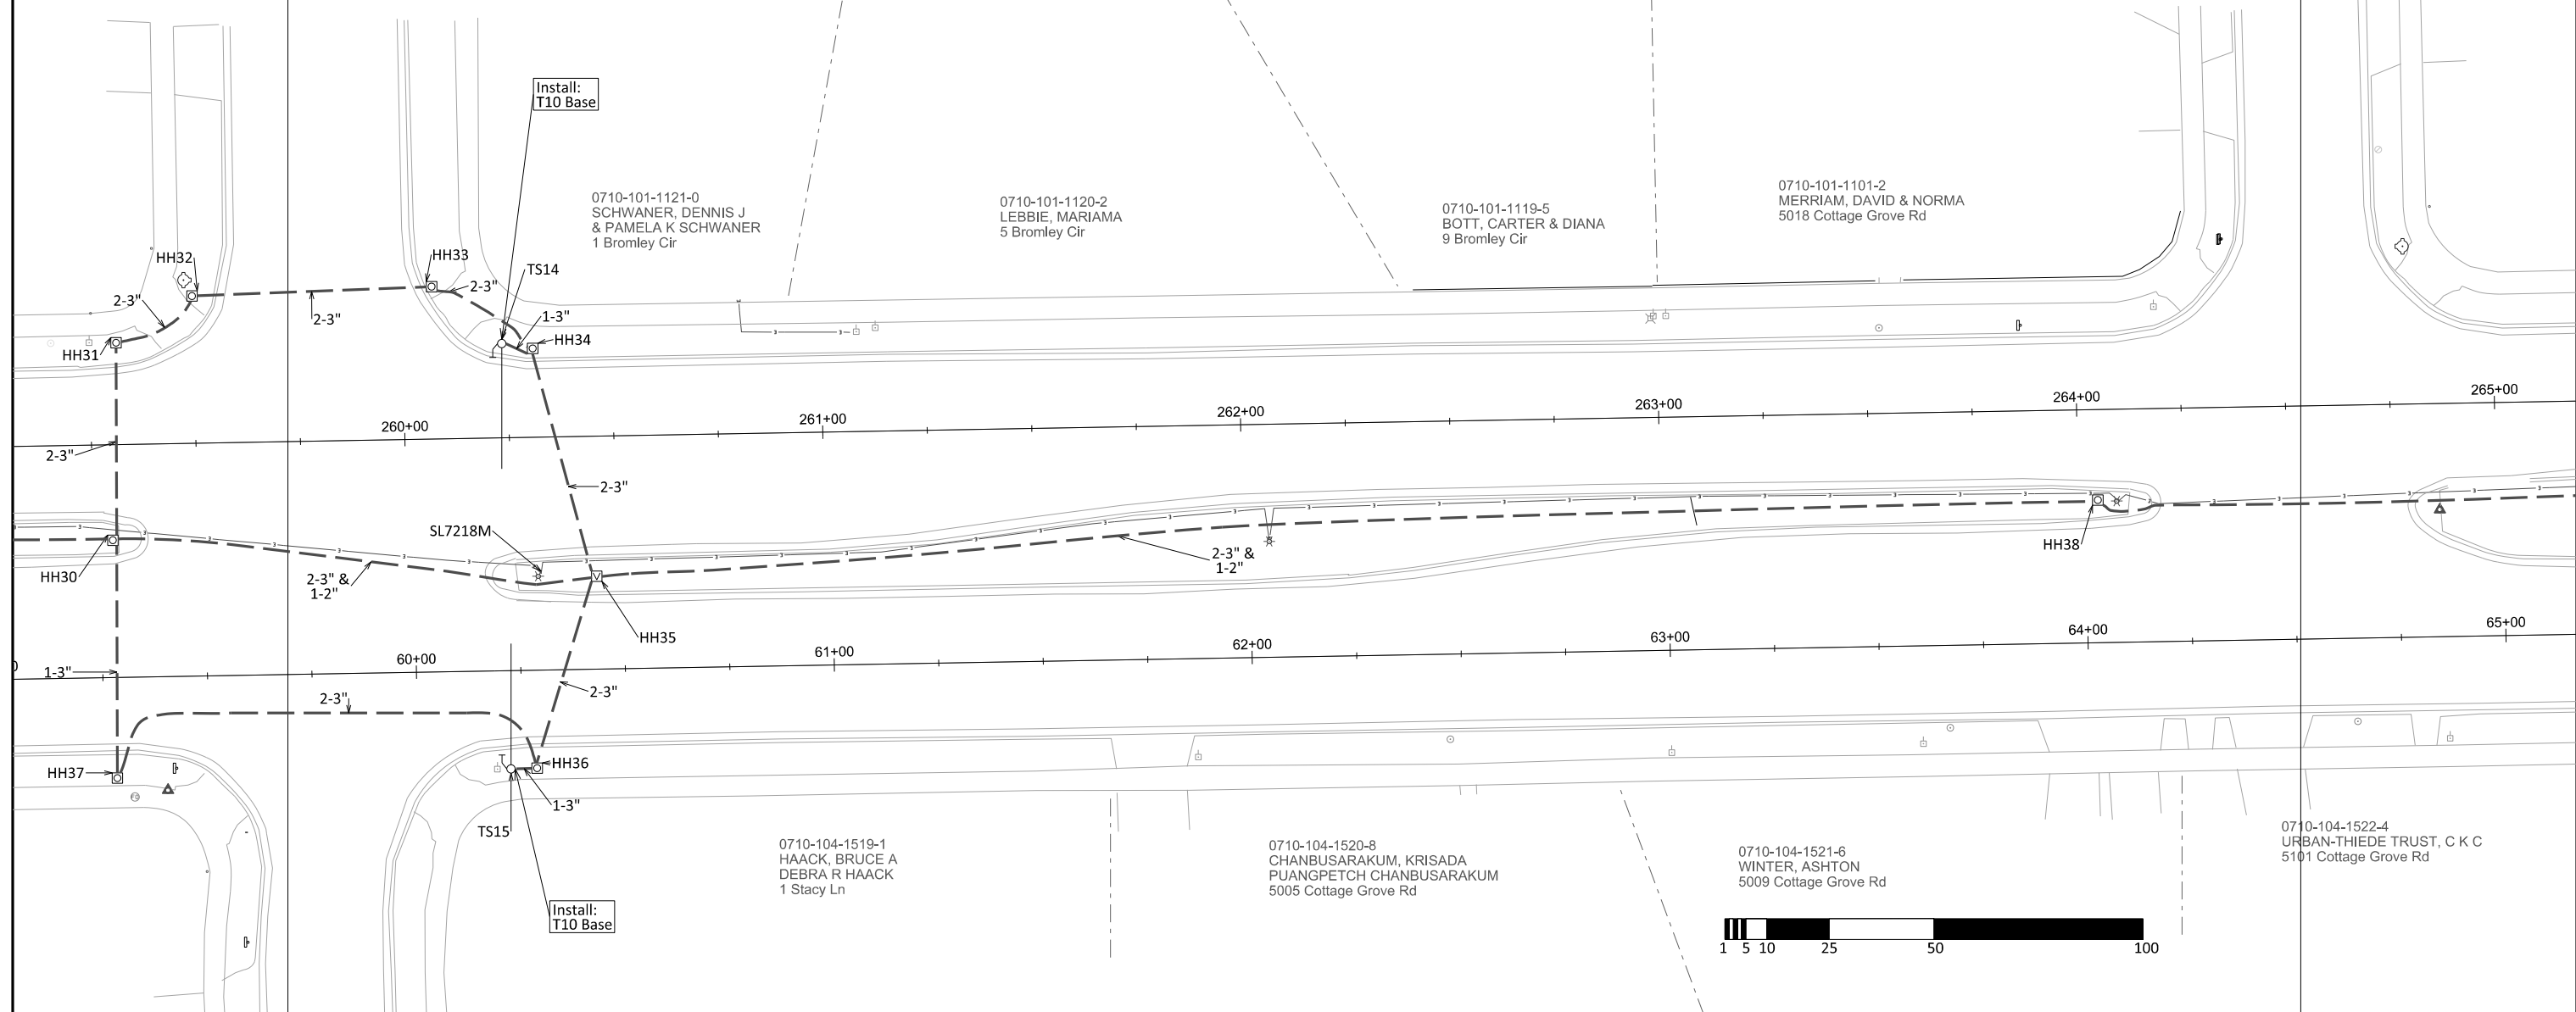 Install:
T10 Base
0710-101-1121-0
SCHWANER, DENNIS J
& PAMELA K SCHWANER
1 Bromley Cir
0710-101-1120-2
LEBBIE, MARIAMA
5 Bromley Cir
0710-101-1119-5
BOTT, CARTER & DIANA
9 Bromley Cir
0710-101-1101-2
MERRIAM, DAVID & NORMA
5018 Cottage Grove Rd
HH32
HH33
TS14
2-3"
2-3"
2-3"
1-3"
HH31
HH34
260+00
261+00
262+00
263+00
264+00
265+00
2-3"
2-3"
SL7218M
HH30
2-3" &
1-2"
2-3" &
1-2"
HH38
HH35
60+00
61+00
62+00
63+00
64+00
65+00
0
1-3"
2-3"
2-3"
HH37
HH36
1-3"
TS15
Install:
T10 Base
0710-104-1519-1
HAACK, BRUCE A
DEBRA R HAACK
1 Stacy Ln
0710-104-1520-8
CHANBUSARAKUM, KRISADA
PUANGPETCH CHANBUSARAKUM
5005 Cottage Grove Rd
0710-104-1521-6
WINTER, ASHTON
5009 Cottage Grove Rd
0710-104-1522-4
URBAN-THIEDE TRUST, C K C
5101 Cottage Grove Rd
1 5 10 25 50 100